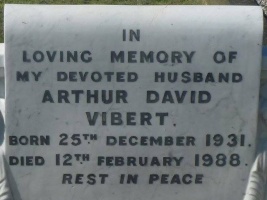 IN
LOVING MEMORY OF
MY DEVOTED HUSBAND
ARTHUR DAVID
VIBERT.
BORN 25TH DECEMBER 1931.
DIED 12TH FEBRUARY 1988.
REST IN PEACE